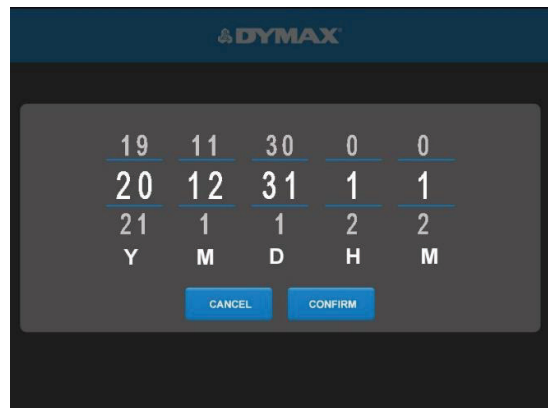 DYMAX
19 11 30 0 0
20 12 31 1 1
21 1 1 2 2
Y M D H M
CANCEL CONFIRM